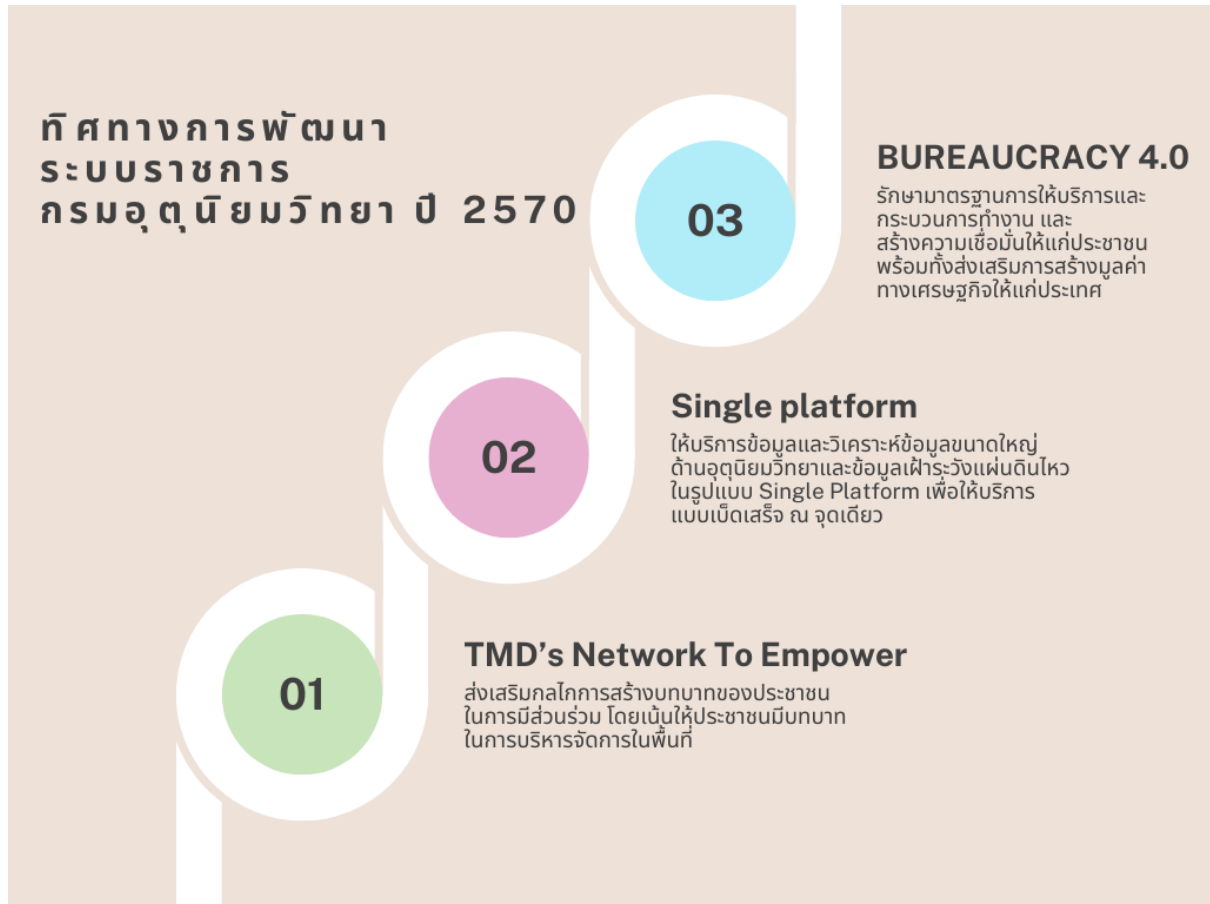 ทิศทางการพัฒนา
ระบบราชการ
กรมอุตุนิยมวิทยา ปี 2570
03
BUREAUCRACY 4.0
รักษามาตรฐานการให้บริการและ
กระบวนการทำงาน และ
สร้างความเชื่อมั่นให้แก่ประชาชน
พร้อมทั้งส่งเสริมการสร้างมูลค่า
ทางเศรษฐกิจให้แก่ประเทศ
02
Single platform
ให้บริการข้อมูลและวิเคราะห์ข้อมูลขนาดใหญ่
ด้านอุตุนิยมวิทยาและข้อมูลเฝ้าระวังแผ่นดินไหว
ในรูปแบบ Single Platform เพื่อให้บริการ
แบบเบ็ดเสร็จ ณ จุดเดียว
01
TMD’s Network To Empower
ส่งเสริมกลไกการสร้างบทบาทของประชาชน
ในการมีส่วนร่วม โดยเน้นให้ประชาชนมีบทบาท
ในการบริหารจัดการในพื้นที่